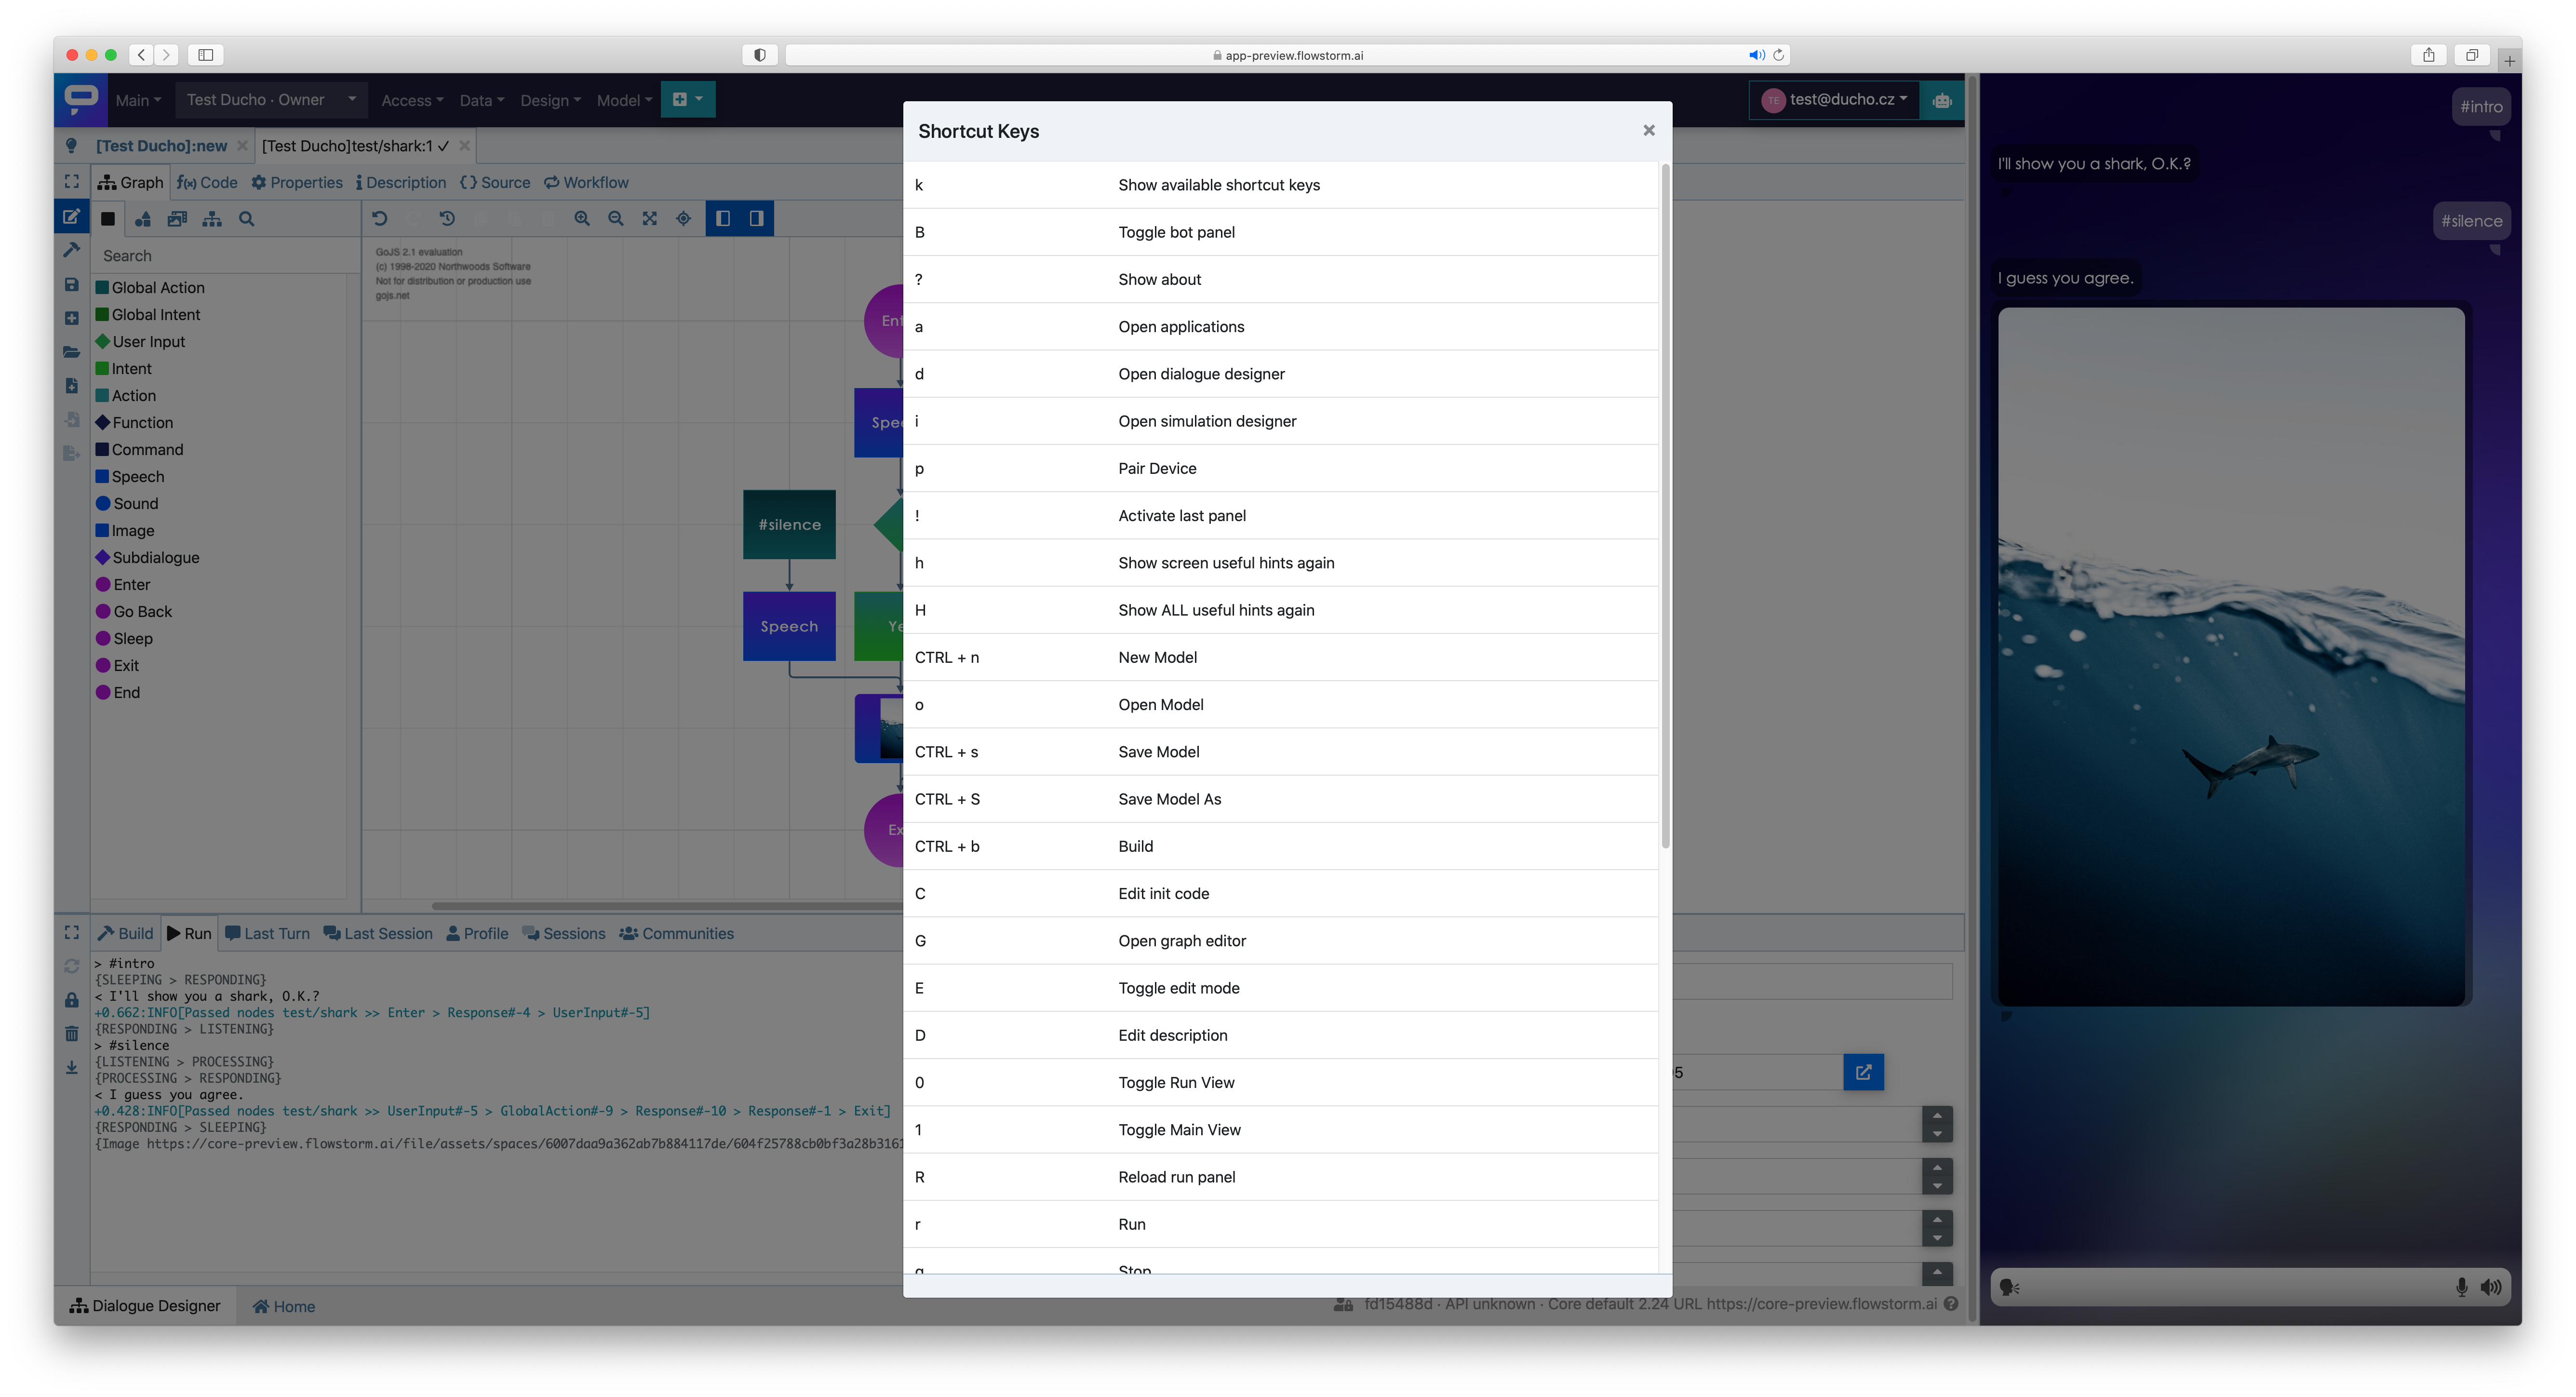 app-preview.flowstorm.ai
Main
Test Ducho · Owner
Access
Data
Design
Model
TE
test@ducho.cz
[Test Ducho]:new
[Test Ducho]test/shark:1
Graph
f(x) Code
Properties
Description
Source
Workflow
Search
Global Action
Global Intent
User Input
Intent
Action
Function
Command
Speech
Sound
Image
Subdialogue
Enter
Go Back
Sleep
Exit
End
GoJS 2.1 evaluation
(c) 1998-2020 Northwoods Software
Not for distribution or production use
gojs.net
#silence
Speech
Shortcut Keys
k Show available shortcut keys
B Toggle bot panel
? Show about
a Open applications
d Open dialogue designer
i Open simulation designer
p Pair Device
! Activate last panel
h Show screen useful hints again
H Show ALL useful hints again
CTRL + n New Model
o Open Model
CTRL + s Save Model
CTRL + S Save Model As
CTRL + b Build
C Edit init code
G Open graph editor
E Toggle edit mode
D Edit description
0 Toggle Run View
1 Toggle Main View
R Reload run panel
r Run
q Stop
Build
Run
Last Turn
Last Session
Profile
Sessions
Communities
> #intro
{SLEEPING > RESPONDING}
< I'll show you a shark, O.K.?
+0.662:INFO[Passed nodes test/shark >> Enter > Response#-4 > UserInput#-5]
{RESPONDING > LISTENING}
> #silence
{LISTENING > PROCESSING}
{PROCESSING > RESPONDING}
< I guess you agree.
+0.428:INFO[Passed nodes test/shark >> UserInput#-5 > GlobalAction#-9 > Response#-10 > Response#-1 > Exit]
{RESPONDING > SLEEPING}
{Image https://core-preview.flowstorm.ai/file/assets/spaces/6007daa9a362ab7b884117de/604f25788cb0bf3a28b3161
Dialogue Designer
Home
fd15488d · API unknown · Core default 2.24 URL https://core-preview.flowstorm.ai
#intro
I'll show you a shark, O.K.?
#silence
I guess you agree.